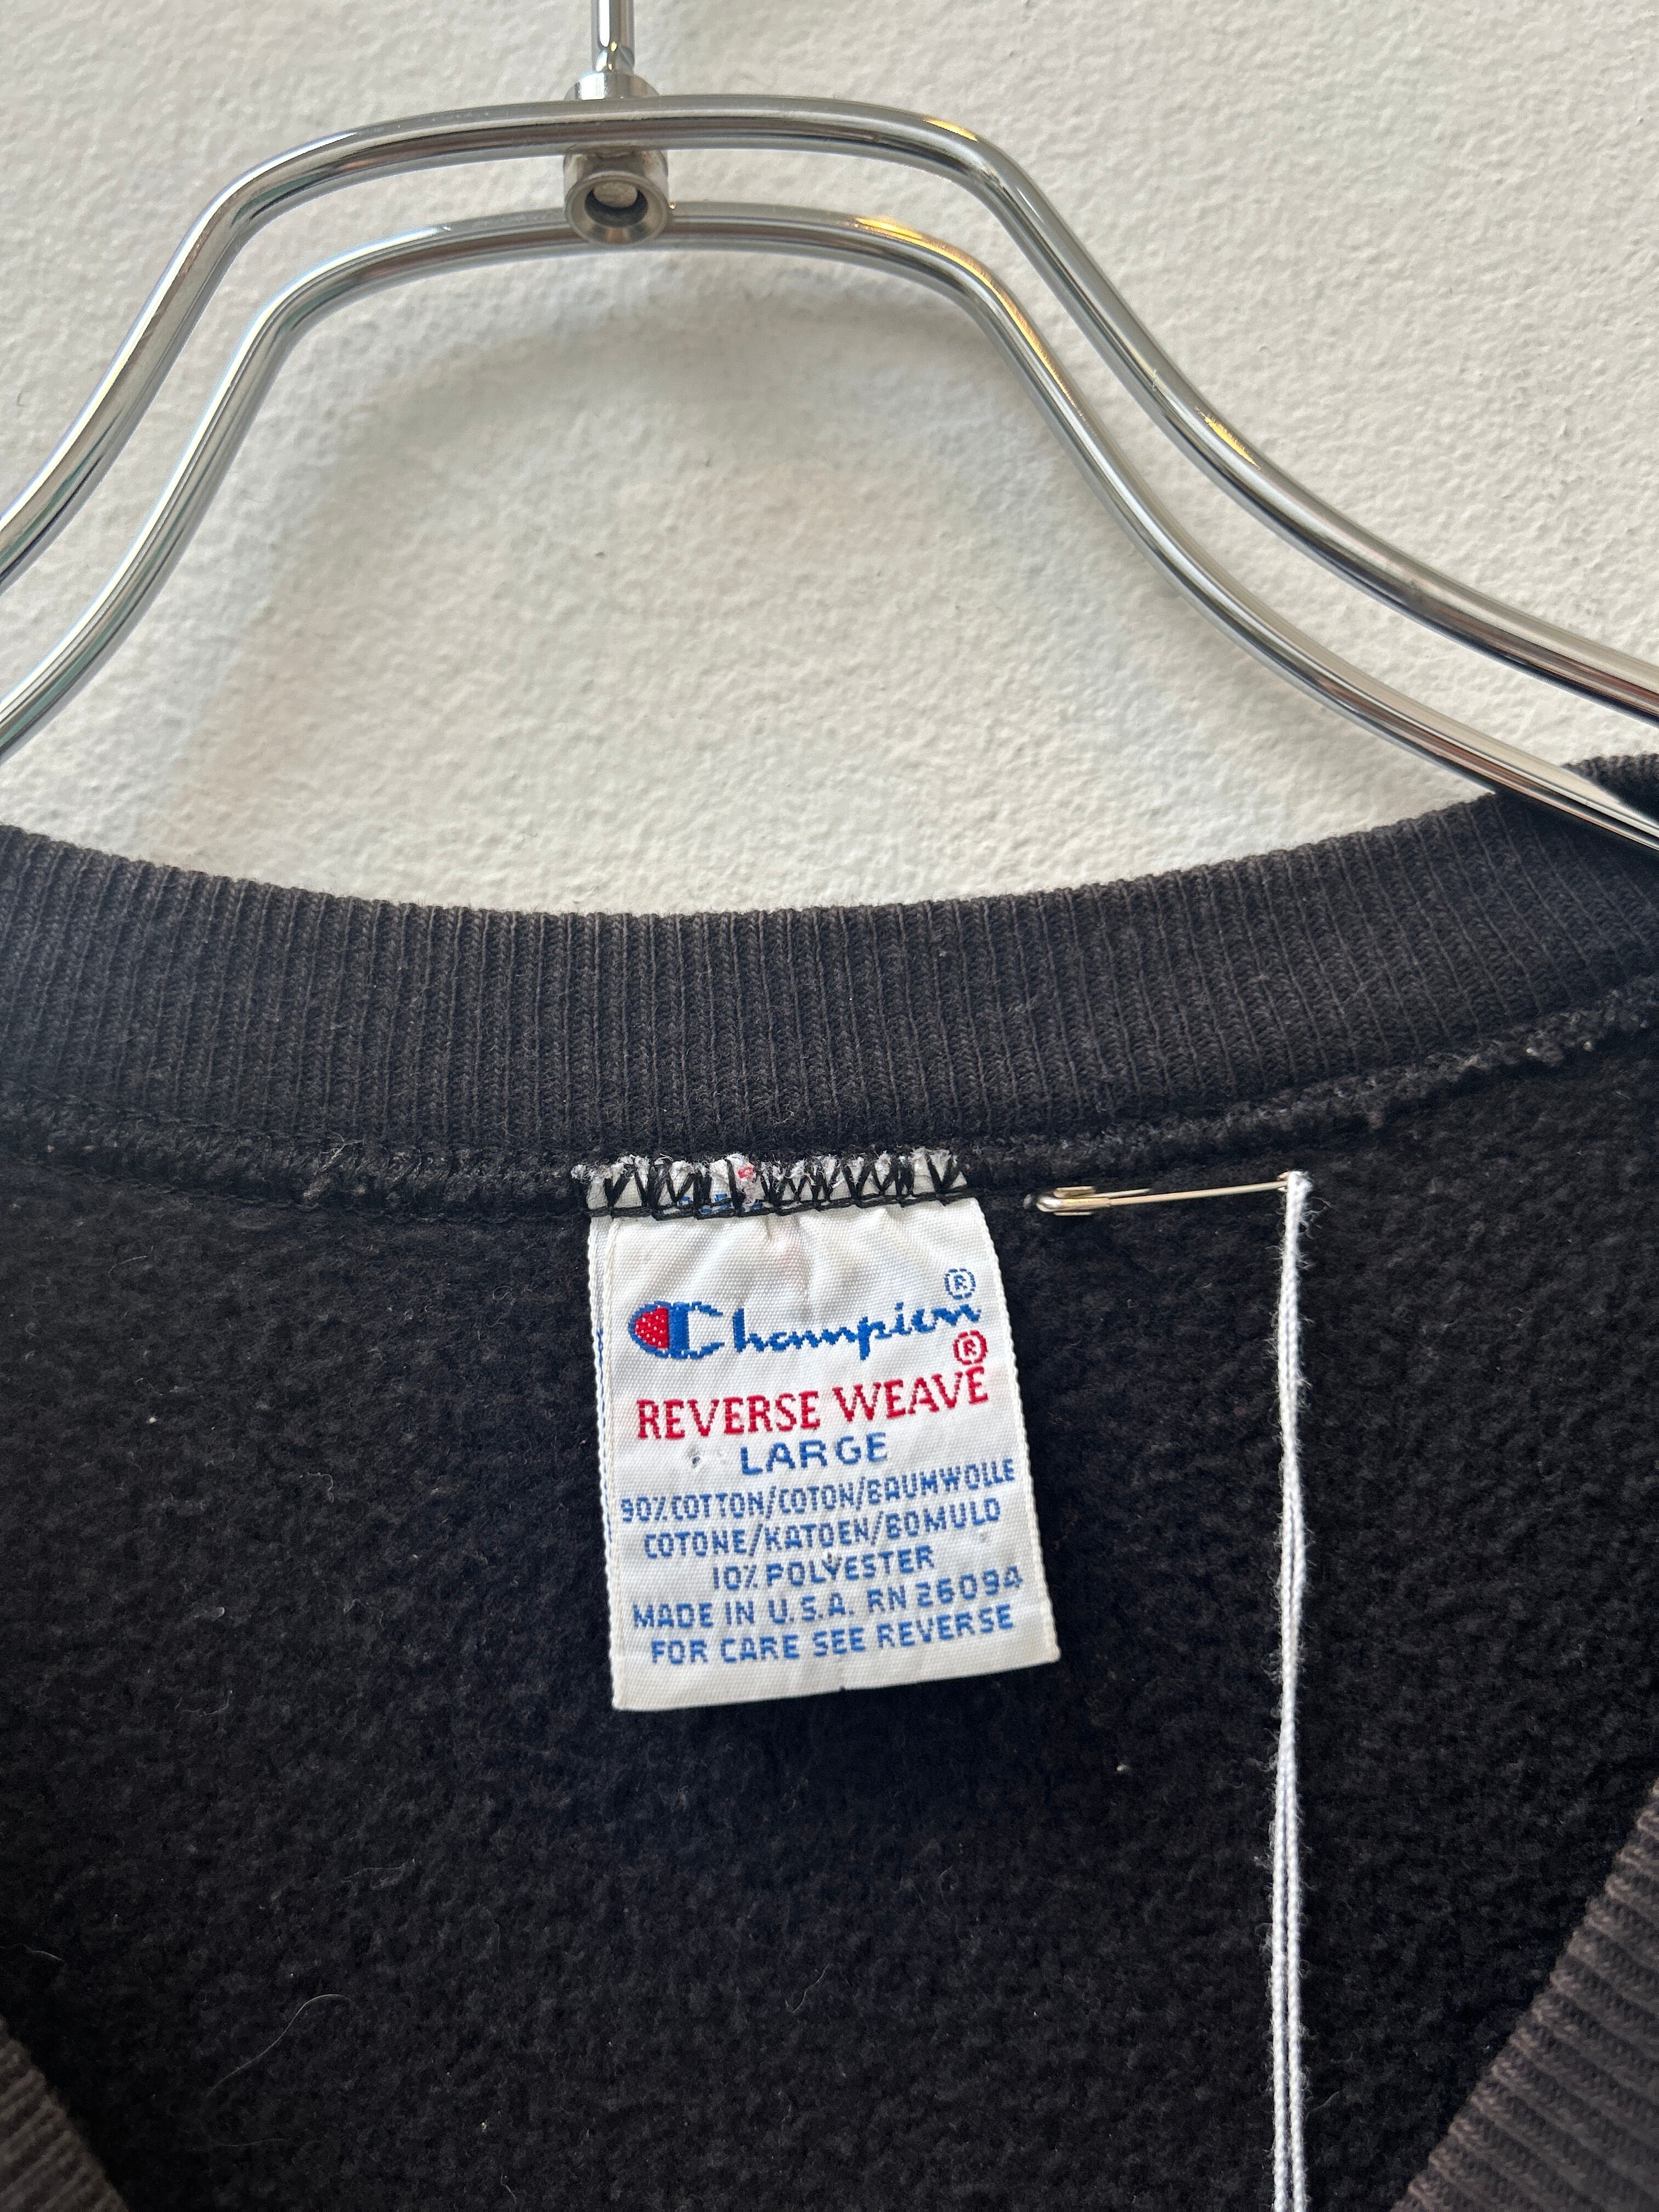 Champion®
REVERSE WEAVE®
LARGE
90% COTTON/COTON/BAUMWOLLE
COTONE/KATOEN/BOMULD
10% POLYESTER
MADE IN U.S.A. RN 26094
FOR CARE SEE REVERSE